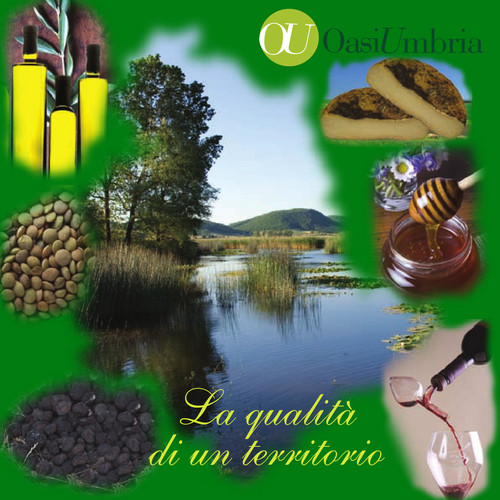 OU OasiUmbria
La qualità
di un territorio